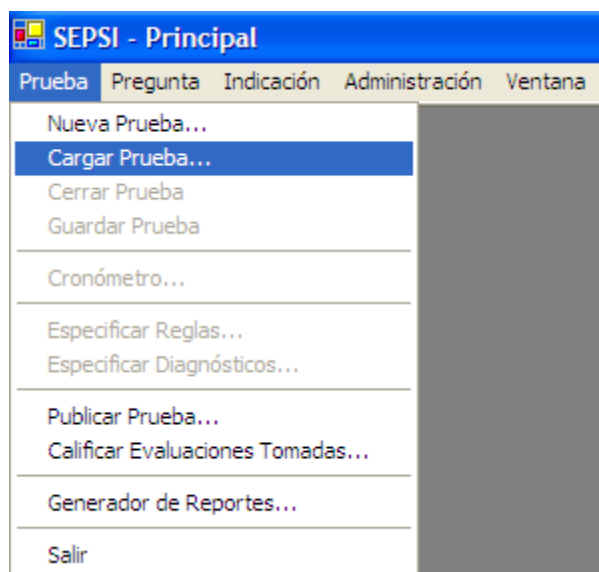 SEPSI - Principal
Prueba Pregunta Indicación Administración Ventana
Nueva Prueba...
Cargar Prueba...
Cerrar Prueba
Guardar Prueba
Cronómetro...
Especificar Reglas...
Especificar Diagnósticos...
Publicar Prueba...
Calificar Evaluaciones Tomadas...
Generador de Reportes...
Salir